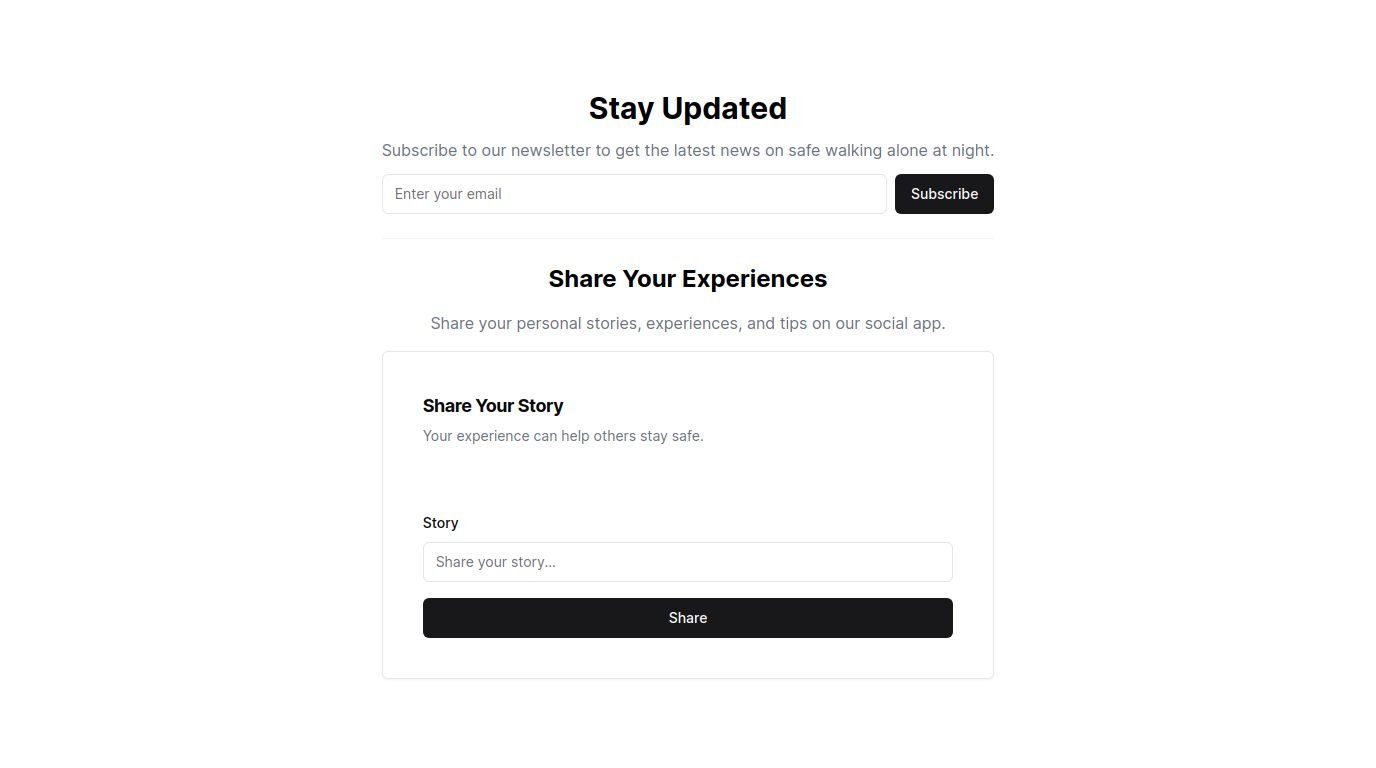 Stay Updated
Subscribe to our newsletter to get the latest news on safe walking alone at night.
Enter your email
Subscribe
Share Your Experiences
Share your personal stories, experiences, and tips on our social app.
Share Your Story
Your experience can help others stay safe.
Story
Share your story...
Share